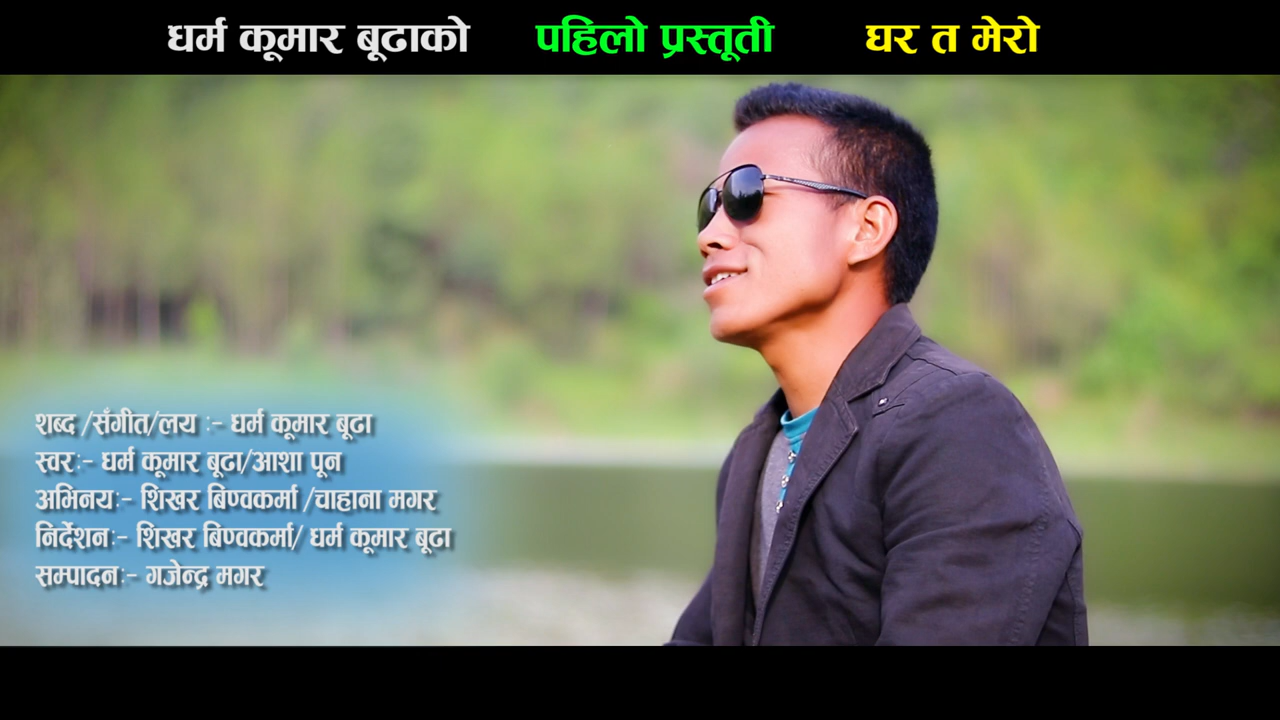 धर्म कूमार बूढाको पहिलो प्रस्तूती घर त मेरो
शब्द /सँगीत/लय :- धर्म कूमार बूढा
स्वर:- धर्म कूमार बूढा/आशा पून
अभिनय:- शिखर बिण्वकर्मा /चाहाना मगर
निर्देशन:- शिखर बिण्वकर्मा/ धर्म कूमार बूढा
सम्पादन:- गजेन्द्र मगर